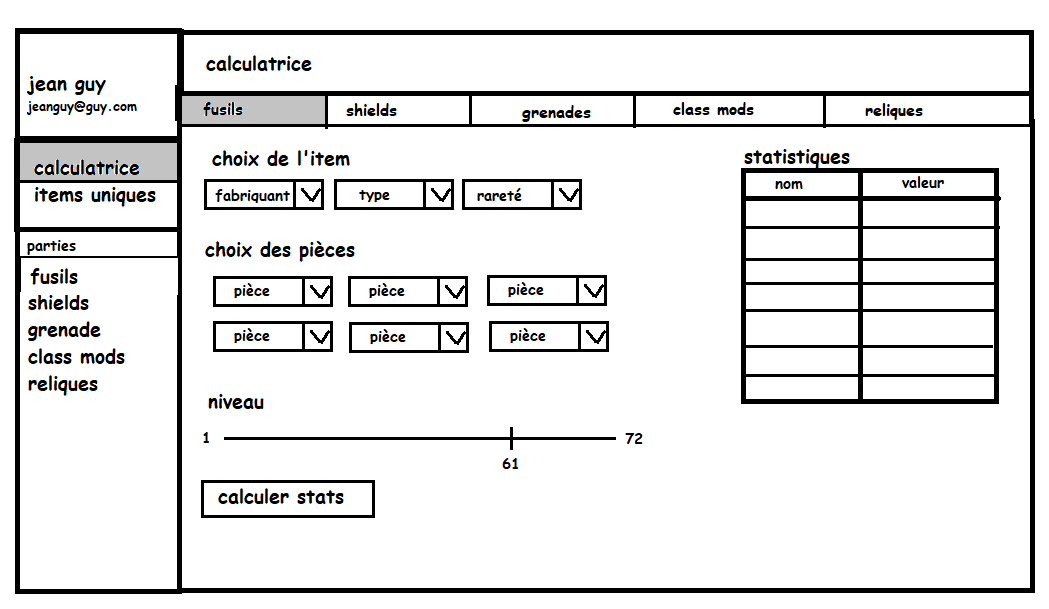 jean guy
jeanguy@guy.com
calculatrice
items uniques
parties
fusils
shields
grenade
class mods
reliques
calculatrice
fusils shields grenades class mods reliques
choix de l'item
fabriquant type rareté
choix des pièces
pièce pièce pièce
pièce pièce pièce
niveau
1 72
61
calculer stats
statistiques
nom valeur